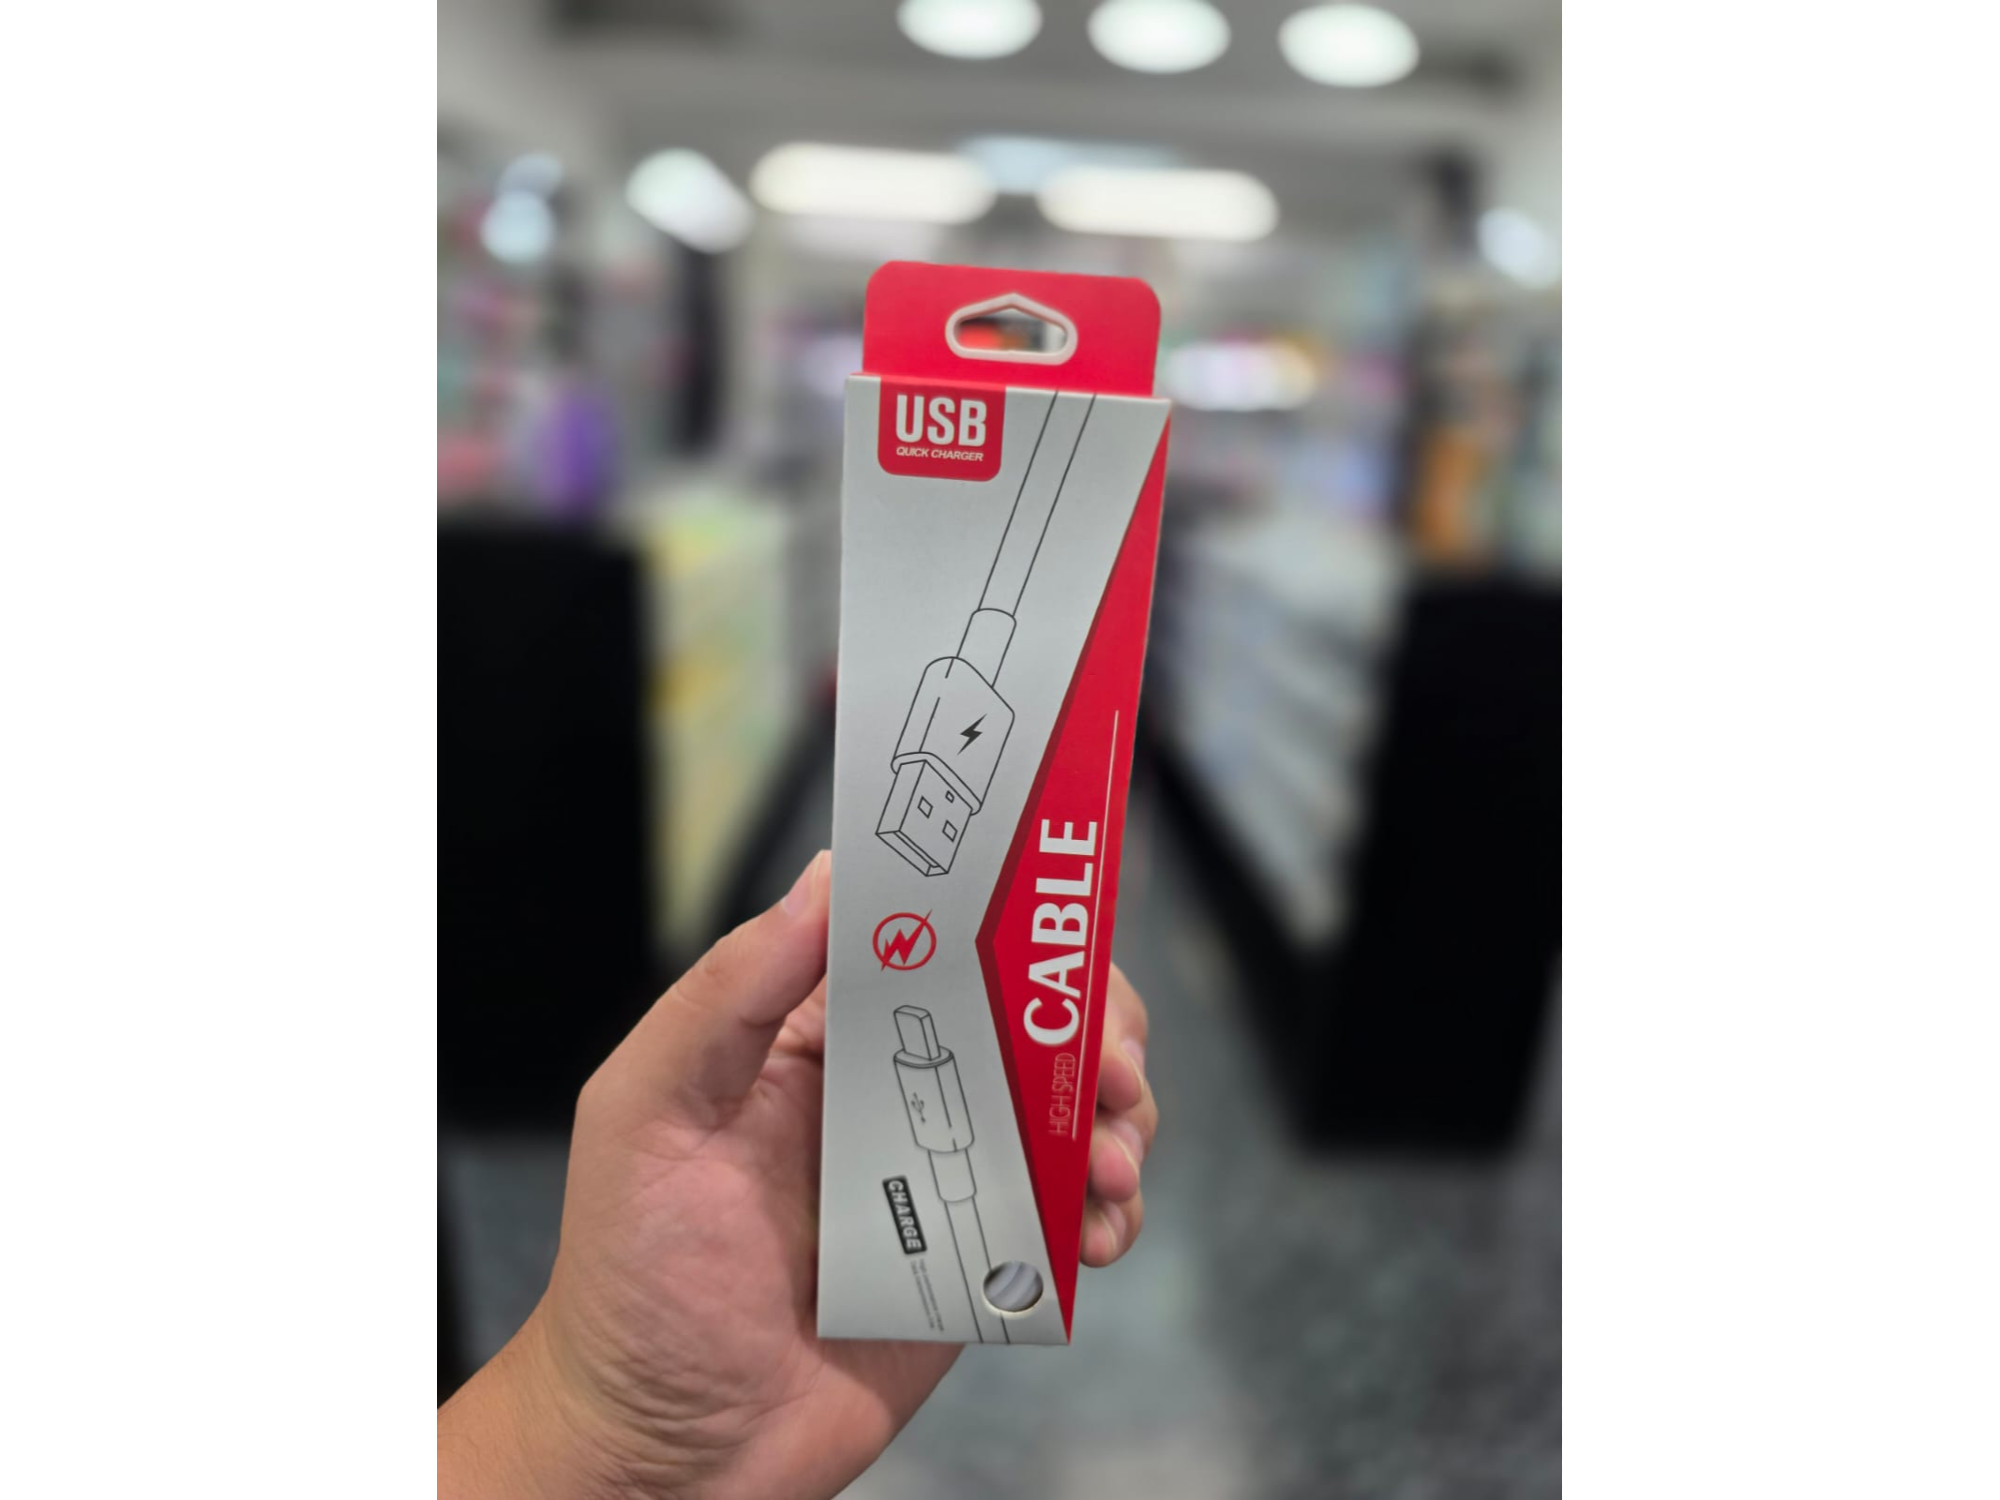 USB
QUICK CHARGER
HIGH SPEED CABLE
CHARGE